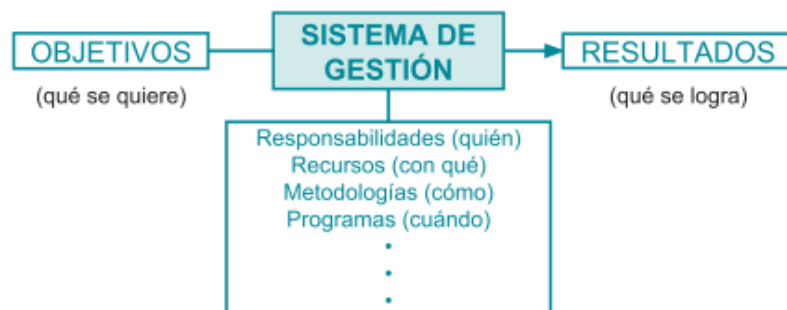 OBJETIVOS
(qué se quiere)
SISTEMA DE
GESTIÓN
RESULTADOS
(qué se logra)
Responsabilidades (quién)
Recursos (con qué)
Metodologías (cómo)
Programas (cuándo)
•
•
•